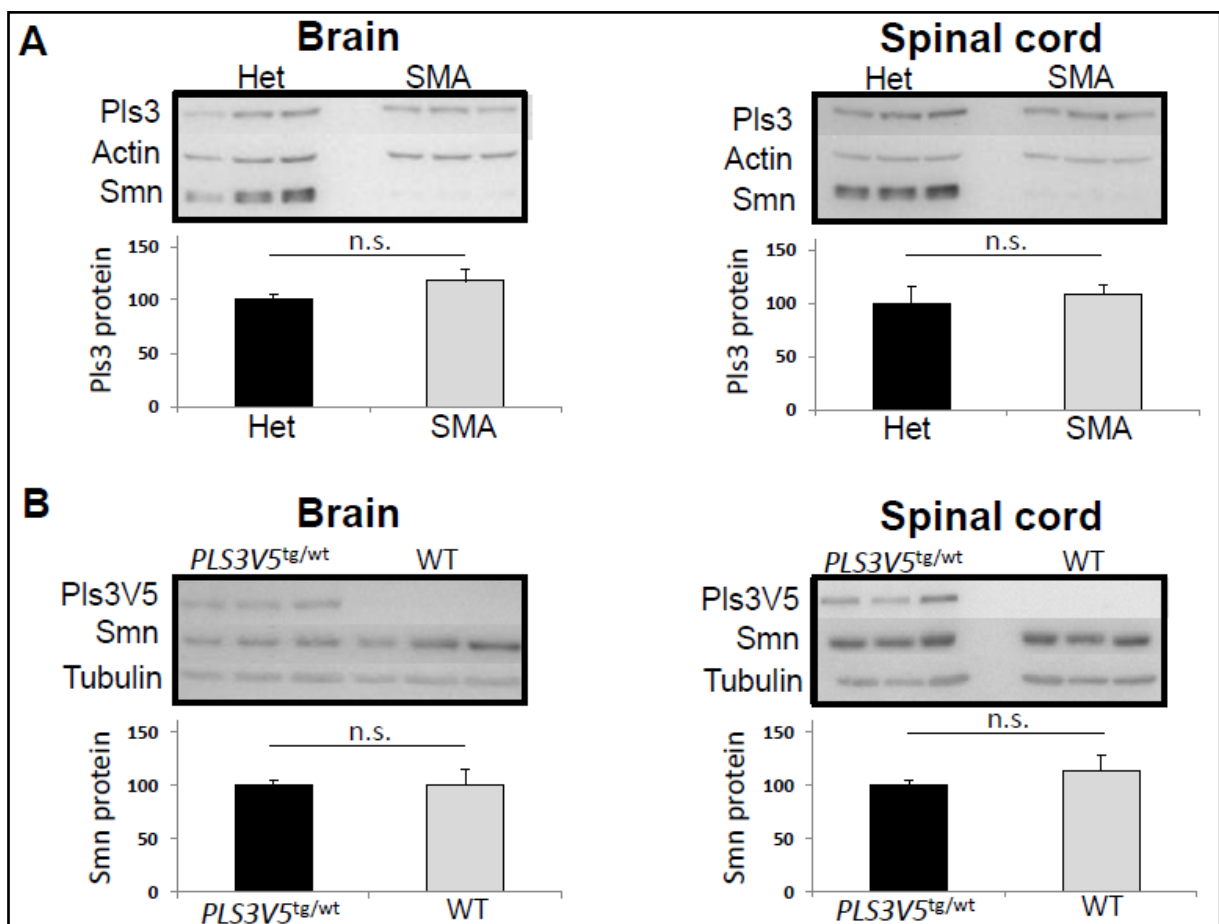 A
Brain
Het SMA
Pls3
Actin
Smn
n.s.
150
100
50
0
Pls3 protein
Het SMA
Spinal cord
Het SMA
Pls3
Actin
Smn
n.s.
150
100
50
0
Pls3 protein
Het SMA
B
Brain
PLS3V5tg/wt WT
Pls3V5
Smn
Tubulin
n.s.
150
100
50
0
Smn protein
PLS3V5tg/wt WT
Spinal cord
PLS3V5tg/wt WT
Pls3V5
Smn
Tubulin
n.s.
150
100
50
0
Smn protein
PLS3V5tg/wt WT